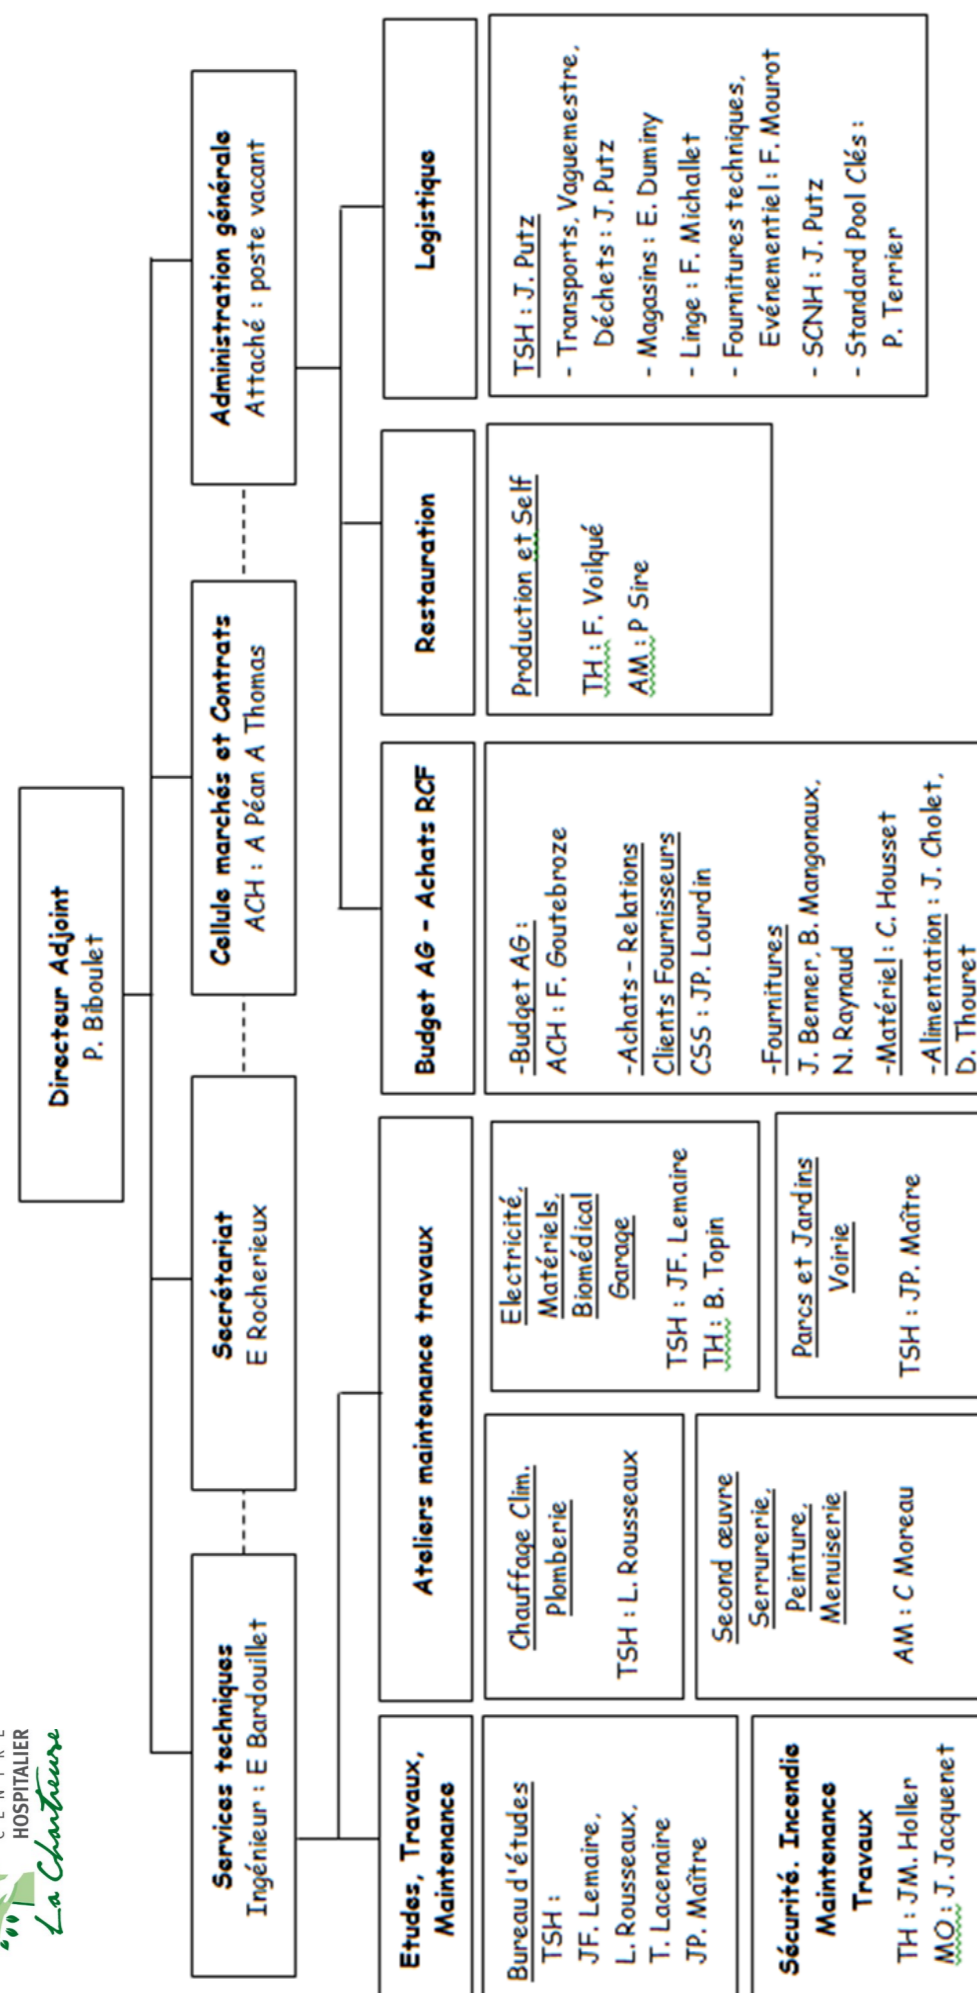 C E N T R E
HOSPITALIER
La Chartreuse
Directeur Adjoint
P. Biboulet
Services techniques
Ingénieur : E Bardouillet
Secrétariat
E Rocherieux
Cellule marchés et Contrats
ACH : A Péan A Thomas
Administration générale
Attaché : poste vacant
Etudes, Travaux,
Maintenance
Ateliers maintenance travaux
Budget AG - Achats RCF
Restauration
Logistique
Bureau d'études
TSH :
JF. Lemaire,
L. Rousseaux,
T. Lacenaire
JP. Maître
Sécurité. Incendie
Maintenance
Travaux
TH : JM. Holler
MO : J. Jacquenet
Chauffage Clim.
Plomberie
TSH : L. Rousseaux
Second œuvre
Serrurerie,
Peinture,
Menuiserie
AM : C Moreau
Electricité,
Matériels,
Biomédical
Garage
TSH : JF. Lemaire
TH : B. Topin
Parcs et Jardins
Voirie
TSH : JP. Maître
-Budget AG :
ACH : F. Goutebroze
-Achats - Relations
Clients Fournisseurs
CSS : JP. Lourdin
-Fournitures
J. Benner, B. Mangonaux,
N. Raynaud
-Matériel : C. Housset
-Alimentation : J. Cholet,
D. Thouret
Production et Self
TH : F. Voilqué
AM : P Sire
TSH : J. Putz
- Transports, Vaguemestre,
Déchets : J. Putz
- Magasins : E. Duminy
- Linge : F. Michallet
- Fournitures techniques,
Evénementiel : F. Mourot
- SCNH : J. Putz
- Standard Pool Clés :
P. Terrier